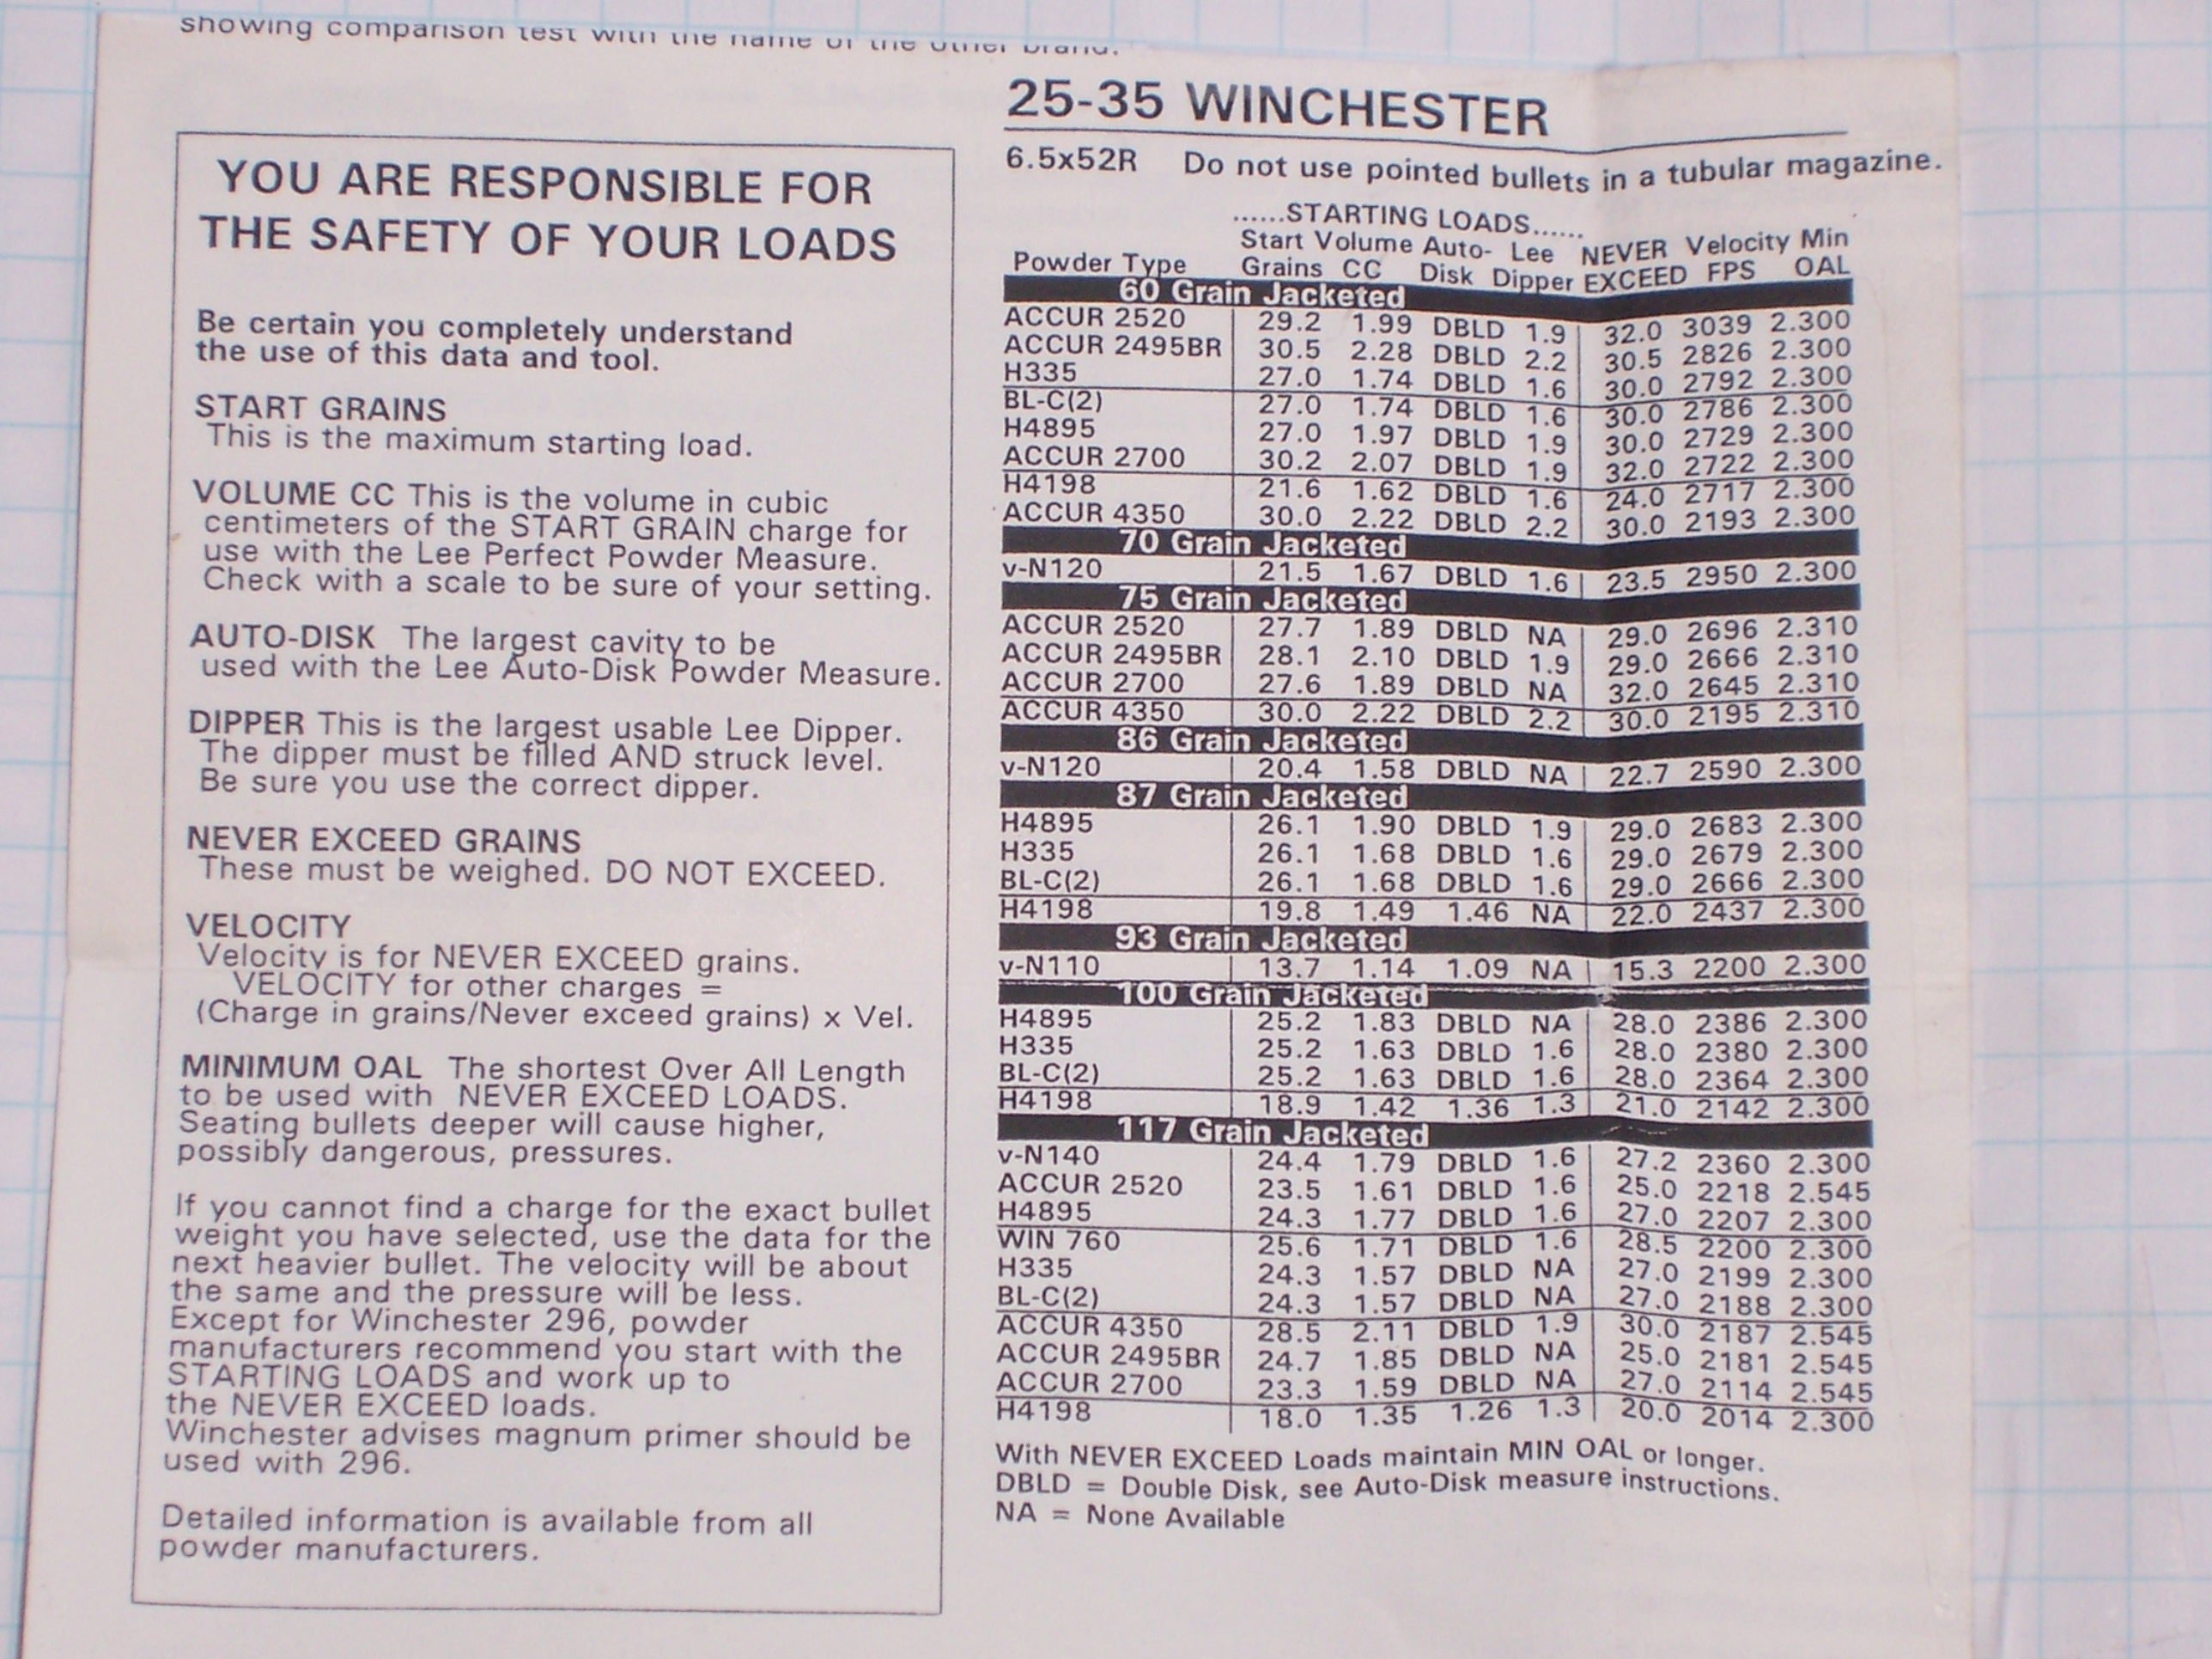 showing comparison test with the name of the other brand.
YOU ARE RESPONSIBLE FOR
THE SAFETY OF YOUR LOADS
Be certain you completely understand
the use of this data and tool.
START GRAINS
This is the maximum starting load.
VOLUME CC This is the volume in cubic
centimeters of the START GRAIN charge for
use with the Lee Perfect Powder Measure.
Check with a scale to be sure of your setting.
AUTO-DISK The largest cavity to be
used with the Lee Auto-Disk Powder Measure.
DIPPER This is the largest usable Lee Dipper.
The dipper must be filled AND struck level.
Be sure you use the correct dipper.
NEVER EXCEED GRAINS
These must be weighed. DO NOT EXCEED.
VELOCITY
Velocity is for NEVER EXCEED grains.
VELOCITY for other charges =
(Charge in grains/Never exceed grains) x Vel.
MINIMUM OAL The shortest Over All Length
to be used with NEVER EXCEED LOADS.
Seating bullets deeper will cause higher,
possibly dangerous, pressures.
If you cannot find a charge for the exact bullet
weight you have selected, use the data for the
next heavier bullet. The velocity will be about
the same and the pressure will be less.
Except for Winchester 296, powder
manufacturers recommend you start with the
STARTING LOADS and work up to
the NEVER EXCEED loads.
Winchester advises magnum primer should be
used with 296.
Detailed information is available from all
powder manufacturers.
25-35 WINCHESTER
6.5x52R Do not use pointed bullets in a tubular magazine.
......STARTING LOADS......
Start Volume Auto- Lee NEVER Velocity Min
Powder Type Grains CC Disk Dipper EXCEED FPS OAL
60 Grain Jacketed
ACCUR 2520 29.2 1.99 DBLD 1.9 32.0 3039 2.300
ACCUR 2495BR 30.5 2.28 DBLD 2.2 30.5 2826 2.300
H335 27.0 1.74 DBLD 1.6 30.0 2792 2.300
BL-C(2) 27.0 1.74 DBLD 1.6 30.0 2786 2.300
H4895 27.0 1.97 DBLD 1.9 30.0 2729 2.300
ACCUR 2700 30.2 2.07 DBLD 1.9 32.0 2722 2.300
H4198 21.6 1.62 DBLD 1.6 24.0 2717 2.300
ACCUR 4350 30.0 2.22 DBLD 2.2 30.0 2193 2.300
70 Grain Jacketed
v-N120 21.5 1.67 DBLD 1.6 23.5 2950 2.300
75 Grain Jacketed
ACCUR 2520 27.7 1.89 DBLD NA 29.0 2696 2.310
ACCUR 2495BR 28.1 2.10 DBLD 1.9 29.0 2666 2.310
ACCUR 2700 27.6 1.89 DBLD NA 32.0 2645 2.310
ACCUR 4350 30.0 2.22 DBLD 2.2 30.0 2195 2.310
86 Grain Jacketed
v-N120 20.4 1.58 DBLD NA 22.7 2590 2.300
87 Grain Jacketed
H4895 26.1 1.90 DBLD 1.9 29.0 2683 2.300
H335 26.1 1.68 DBLD 1.6 29.0 2679 2.300
BL-C(2) 26.1 1.68 DBLD 1.6 29.0 2666 2.300
H4198 19.8 1.49 1.46 NA 22.0 2437 2.300
93 Grain Jacketed
v-N110 13.7 1.14 1.09 NA 15.3 2200 2.300
100 Grain Jacketed
H4895 25.2 1.83 DBLD NA 28.0 2386 2.300
H335 25.2 1.63 DBLD 1.6 28.0 2380 2.300
BL-C(2) 25.2 1.63 DBLD 1.6 28.0 2364 2.300
H4198 18.9 1.42 1.36 1.3 21.0 2142 2.300
117 Grain Jacketed
v-N140 24.4 1.79 DBLD 1.6 27.2 2360 2.300
ACCUR 2520 23.5 1.61 DBLD 1.6 25.0 2218 2.545
H4895 24.3 1.77 DBLD 1.6 27.0 2207 2.300
WIN 760 25.6 1.71 DBLD 1.6 28.5 2200 2.300
H335 24.3 1.57 DBLD NA 27.0 2199 2.300
BL-C(2) 24.3 1.57 DBLD NA 27.0 2188 2.300
ACCUR 4350 28.5 2.11 DBLD 1.9 30.0 2187 2.545
ACCUR 2495BR 24.7 1.85 DBLD NA 25.0 2181 2.545
ACCUR 2700 23.3 1.59 DBLD NA 27.0 2114 2.545
H4198 18.0 1.35 1.26 1.3 20.0 2014 2.300
With NEVER EXCEED Loads maintain MIN OAL or longer.
DBLD = Double Disk, see Auto-Disk measure instructions.
NA = None Available